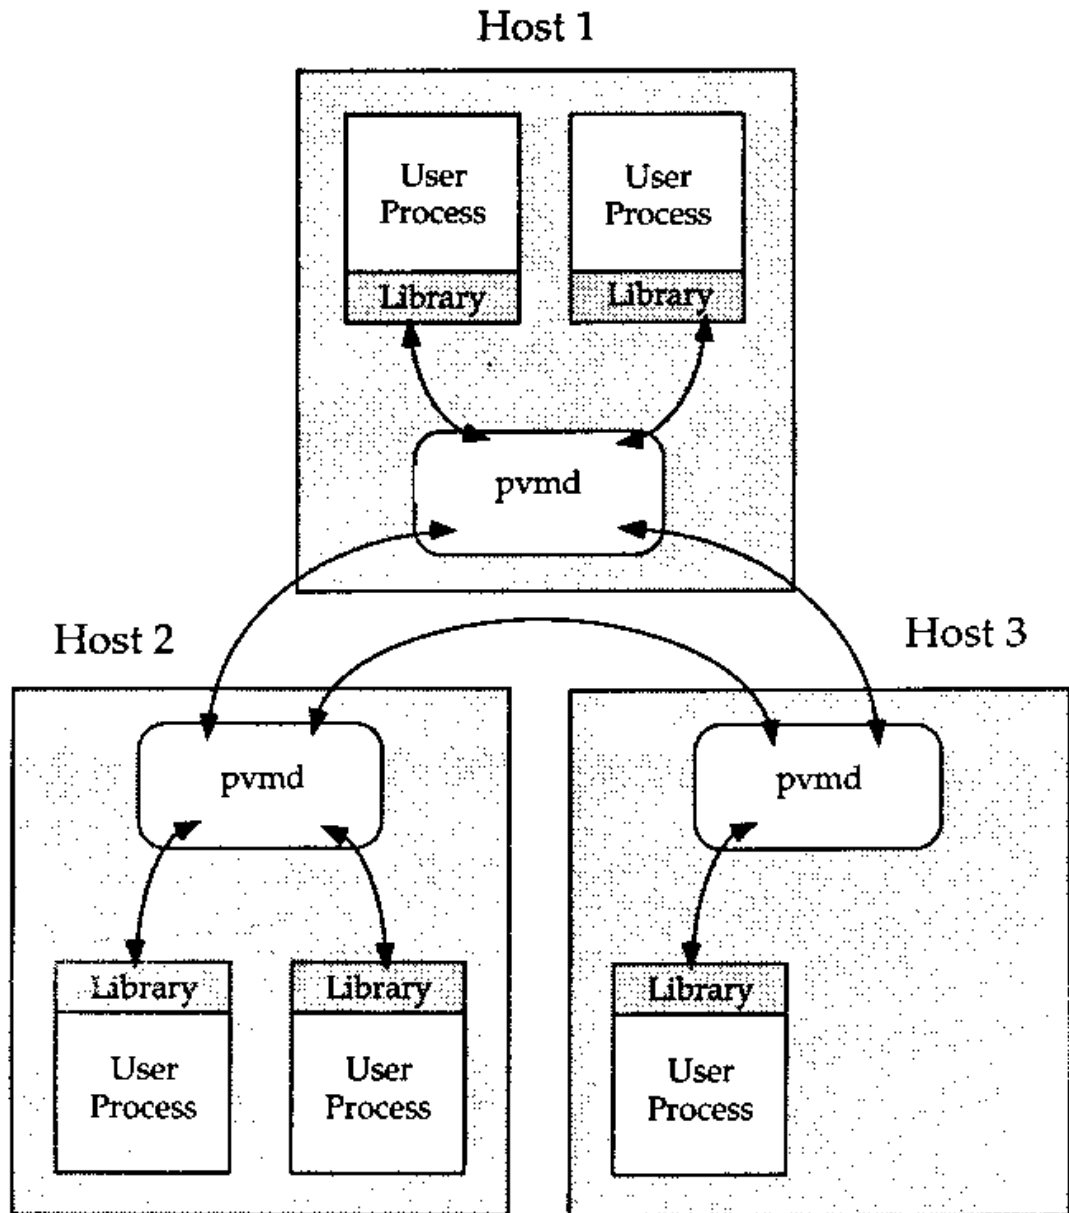 Host 1
User
Process
Library
User
Process
Library
pvmd
Host 2
pvmd
Library
User
Process
Library
User
Process
Host 3
pvmd
Library
User
Process